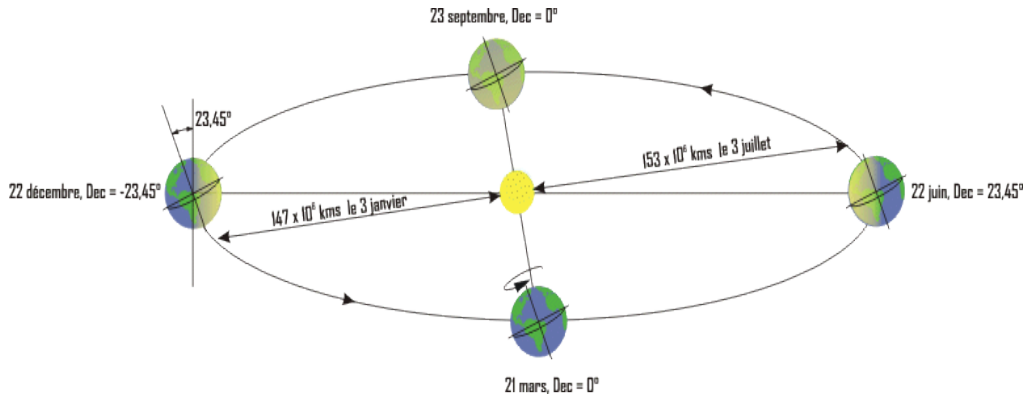 23 septembre, Dec = 0°
23,45°
153 x 10⁶ kms le 3 juillet
22 décembre, Dec = -23,45°
22 juin, Dec = 23,45°
147 x 10⁶ kms le 3 janvier
21 mars, Dec = 0°